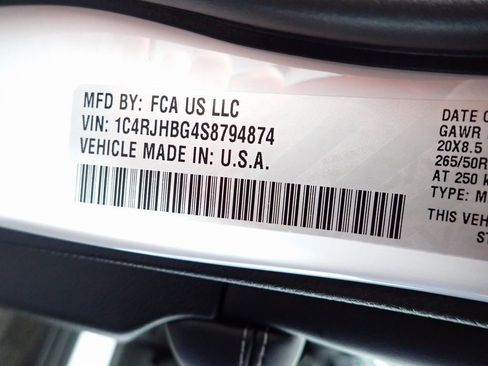 MFD BY: FCA US LLC
VIN: 1C4RJHBG4S8794874
VEHICLE MADE IN: U.S.A.
DATE O
GAWR
20X8.5
265/50R
AT 250 k
TYPE: M
THIS VEH
ST